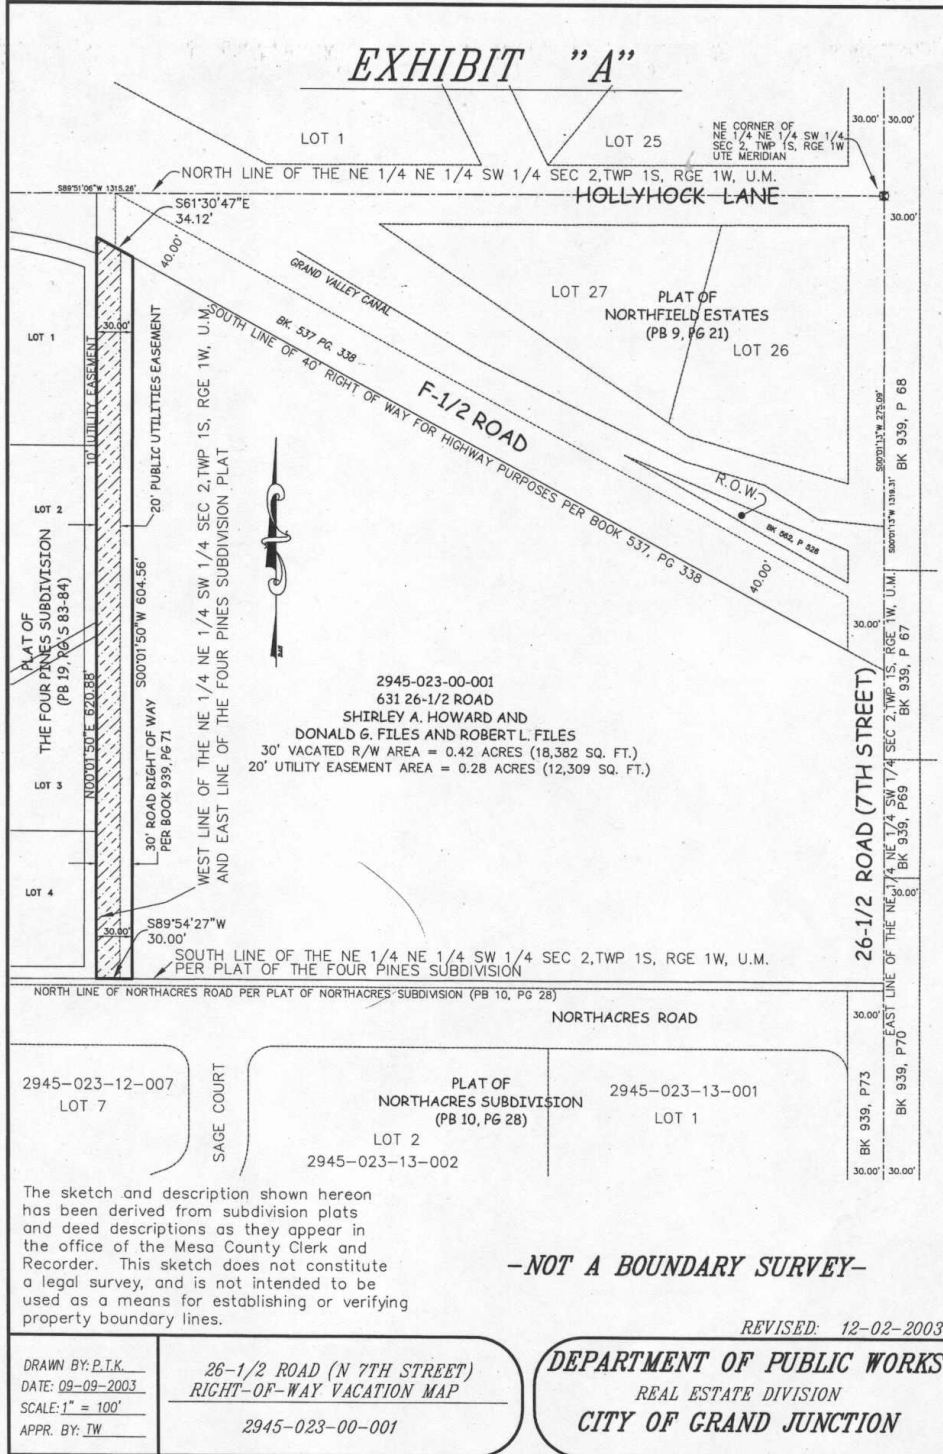 EXHIBIT "A"
LOT 1
LOT 25
NE CORNER OF
NE 1/4 NE 1/4 SW 1/4
SEC 2, TWP 1S, RGE 1W
UTE MERIDIAN
30.00'
30.00'
NORTH LINE OF THE NE 1/4 NE 1/4 SW 1/4 SEC 2,TWP 1S, RGE 1W, U.M.
S89°51'06"W 1315.26'
HOLLYHOCK LANE
30.00'
S61°30'47"E
34.12'
40.00'
GRAND VALLEY CANAL
BK. 537 PG. 338
SOUTH LINE OF 40' RIGHT OF WAY FOR HIGHWAY PURPOSES PER BOOK 537, PG 338
F-1/2 ROAD
40.00'
LOT 27
PLAT OF
NORTHFIELD ESTATES
(PB 9, PG 21)
LOT 26
R.O.W.
BK 562, P 526
S00°01'13"W 275.09'
S00°01'13"W 1319.31'
BK 939, P 68
30.00'
LOT 1
30.00'
10' UTILITY EASEMENT
20' PUBLIC UTILITIES EASEMENT
LOT 2
PLAT OF
THE FOUR PINES SUBDIVISION
(PB 19, PG'S 83-84)
N00°01'50"E 620.88'
S00°01'50"W 604.56'
30' ROAD RIGHT OF WAY
PER BOOK 939, PG 71
WEST LINE OF THE NE 1/4 NE 1/4 SW 1/4 SEC 2,TWP 1S, RGE 1W, U.M.
AND EAST LINE OF THE FOUR PINES SUBDIVISION PLAT
LOT 3
LOT 4
2945-023-00-001
631 26-1/2 ROAD
SHIRLEY A. HOWARD AND
DONALD G. FILES AND ROBERT L. FILES
30' VACATED R/W AREA = 0.42 ACRES (18,382 SQ. FT.)
20' UTILITY EASEMENT AREA = 0.28 ACRES (12,309 SQ. FT.)
26-1/2 ROAD (7TH STREET)
EAST LINE OF THE NE 1/4 NE 1/4 SW 1/4 SEC 2,TWP 1S, RGE 1W, U.M.
BK 939, P 67
BK 939, P69
30.00'
30.00'
S89°54'27"W
30.00'
SOUTH LINE OF THE NE 1/4 NE 1/4 SW 1/4 SEC 2,TWP 1S, RGE 1W, U.M.
PER PLAT OF THE FOUR PINES SUBDIVISION
NORTH LINE OF NORTHACRES ROAD PER PLAT OF NORTHACRES SUBDIVISION (PB 10, PG 28)
NORTHACRES ROAD
30.00'
BK 939, P73
BK 939, P70
30.00'
30.00'
2945-023-12-007
LOT 7
SAGE COURT
PLAT OF
NORTHACRES SUBDIVISION
(PB 10, PG 28)
LOT 2
2945-023-13-002
2945-023-13-001
LOT 1
The sketch and description shown hereon
has been derived from subdivision plats
and deed descriptions as they appear in
the office of the Mesa County Clerk and
Recorder. This sketch does not constitute
a legal survey, and is not intended to be
used as a means for establishing or verifying
property boundary lines.
-NOT A BOUNDARY SURVEY-
REVISED: 12-02-2003
DRAWN BY: P.T.K.
DATE: 09-09-2003
SCALE: 1" = 100'
APPR. BY: TW
26-1/2 ROAD (N 7TH STREET)
RIGHT-OF-WAY VACATION MAP
2945-023-00-001
DEPARTMENT OF PUBLIC WORKS
REAL ESTATE DIVISION
CITY OF GRAND JUNCTION